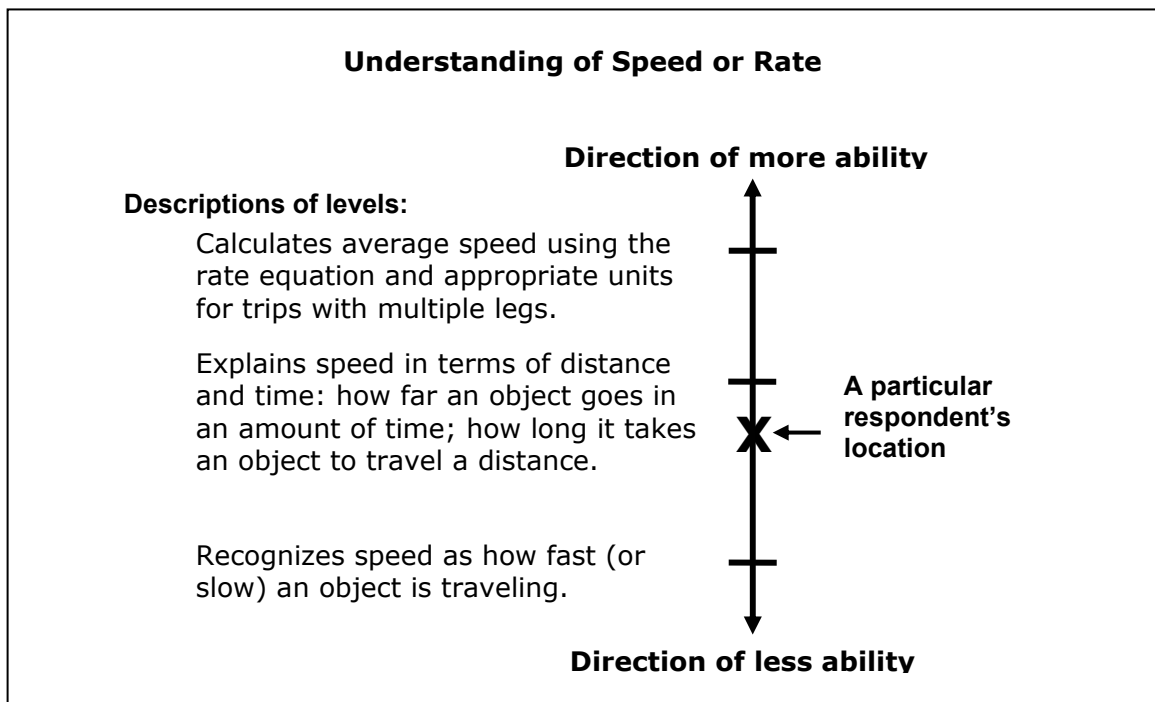 Understanding of Speed or Rate
Direction of more ability
Descriptions of levels:
Calculates average speed using the
rate equation and appropriate units
for trips with multiple legs.
Explains speed in terms of distance
and time: how far an object goes in
an amount of time; how long it takes
an object to travel a distance.
X
A particular
respondent’s
location
Recognizes speed as how fast (or
slow) an object is traveling.
Direction of less ability